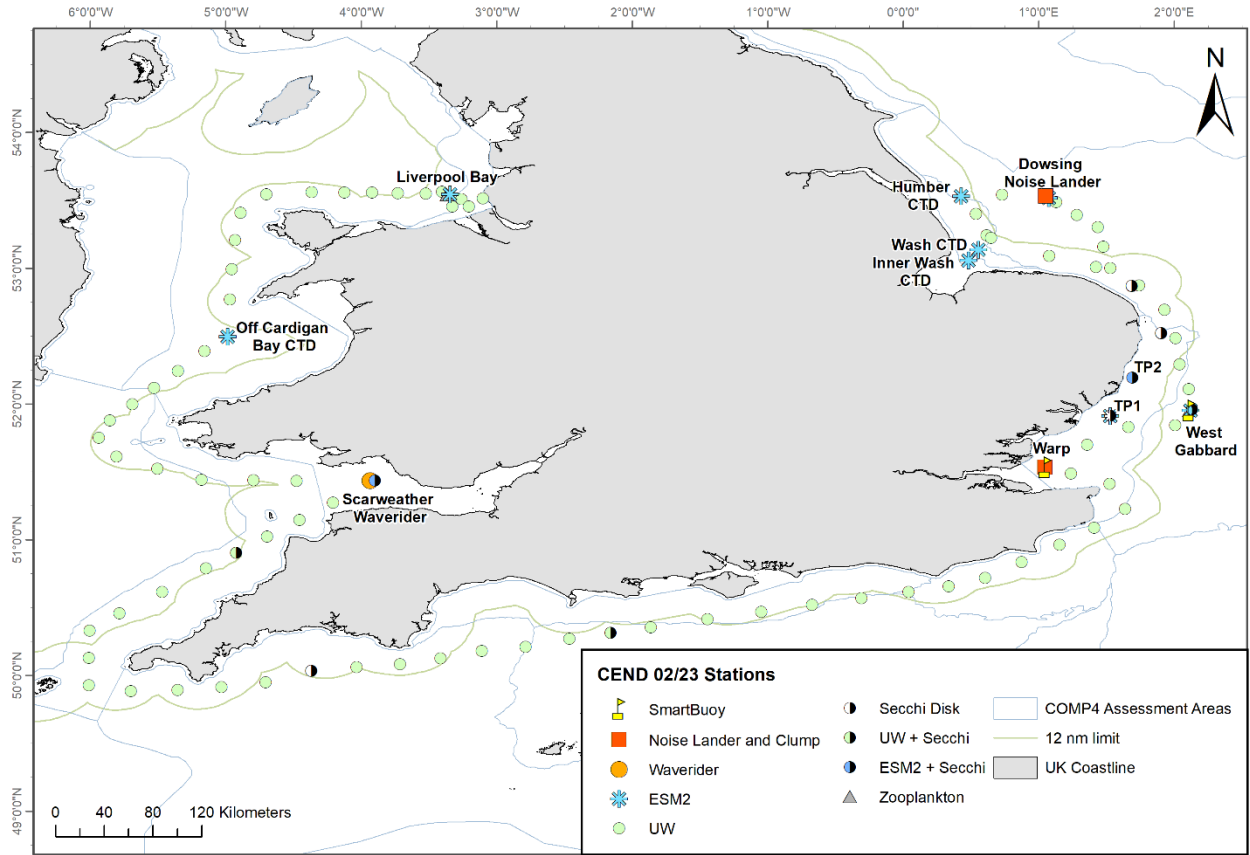 6°0'0"W 5°0'0"W 4°0'0"W 3°0'0"W 2°0'0"W 1°0'0"W 0°0'0" 1°0'0"E 2°0'0"E
54°0'0"N
53°0'0"N
52°0'0"N
51°0'0"N
50°0'0"N
49°0'0"N
N
Liverpool Bay
Humber
CTD
Dowsing
Noise Lander
Wash CTD
Inner Wash
CTD
Off Cardigan
Bay CTD
TP2
TP1
West
Gabbard
Warp
Scarweather
Waverider
0 30 60 120 Kilometers
CEND 02/23 Stations
SmartBuoy
Noise Lander and Clump
Waverider
ESM2
UW
Secchi Disk
UW + Secchi
ESM2 + Secchi
Zooplankton
COMP4 Assessment Areas
12 nm limit
UK Coastline